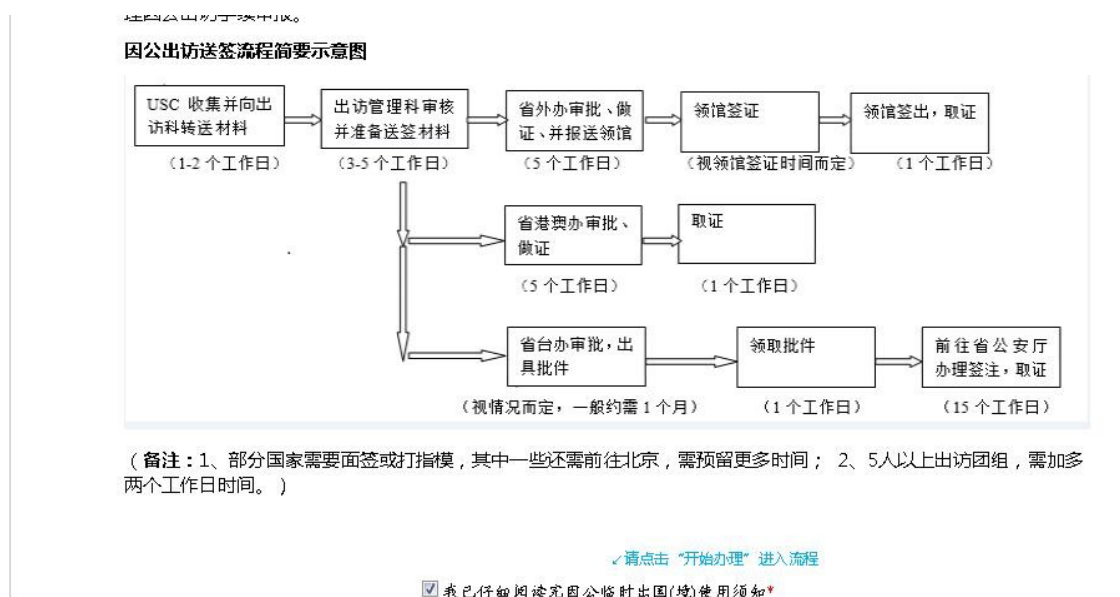 理因公出访手续申报。
因公出访送签流程简要示意图
USC 收集并向出
访科转送材料
出访管理科审核
并准备送签材料
省外办审批、做
证、并报送领馆
领馆签证
领馆签出，取证
（1-2 个工作日）
（3-5 个工作日）
（5 个工作日）
（视领馆签证时间而定）
（1 个工作日）
省港澳办审批、
做证
取证
（5 个工作日）
（1 个工作日）
省台办审批，出
具批件
领取批件
前往省公安厅
办理签注，取证
（视情况而定，一般约需 1 个月）
（1 个工作日）
（15 个工作日）
（备注：1、部分国家需要面签或打指模，其中一些还需前往北京，需预留更多时间； 2、5人以上出访团组，需加多
两个工作日时间。）
↙请点击 “开始办理” 进入流程
我已仔细阅读完因公临时出国(境)使用须知*